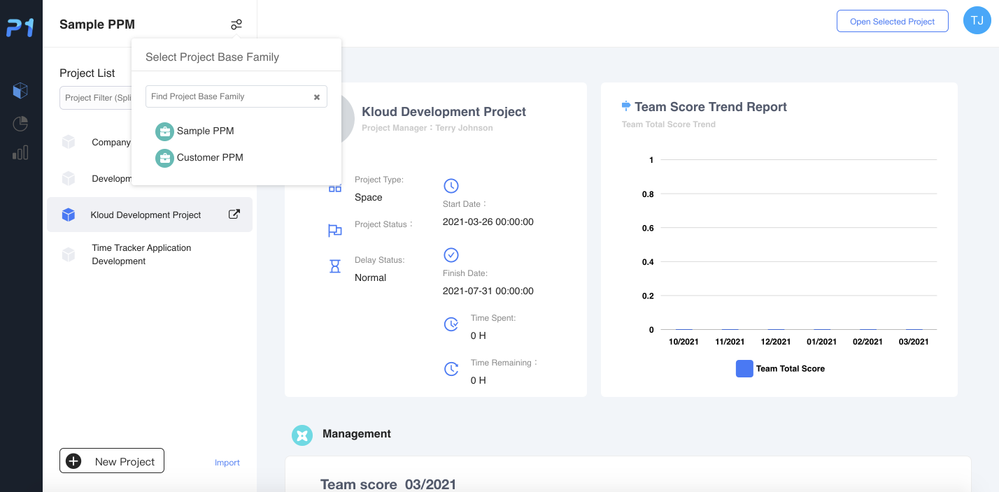 P1
Sample PPM
Open Selected Project
TJ
Select Project Base Family
Find Project Base Family
Sample PPM
Customer PPM
Project List
Project Filter (Spli
Company
Developm
Kloud Development Project
Time Tracker Application
Development
New Project
Import
Kloud Development Project
Project Manager：Terry Johnson
Project Type:
Space
Project Status：
Delay Status:
Normal
Start Date：
2021-03-26 00:00:00
Finish Date:
2021-07-31 00:00:00
Time Spent:
0 H
Time Remaining：
0 H
Team Score Trend Report
Team Total Score Trend
1
0.8
0.6
0.4
0.2
0
10/2021 11/2021 12/2021 01/2021 02/2021 03/2021
Team Total Score
Management
Team score 03/2021